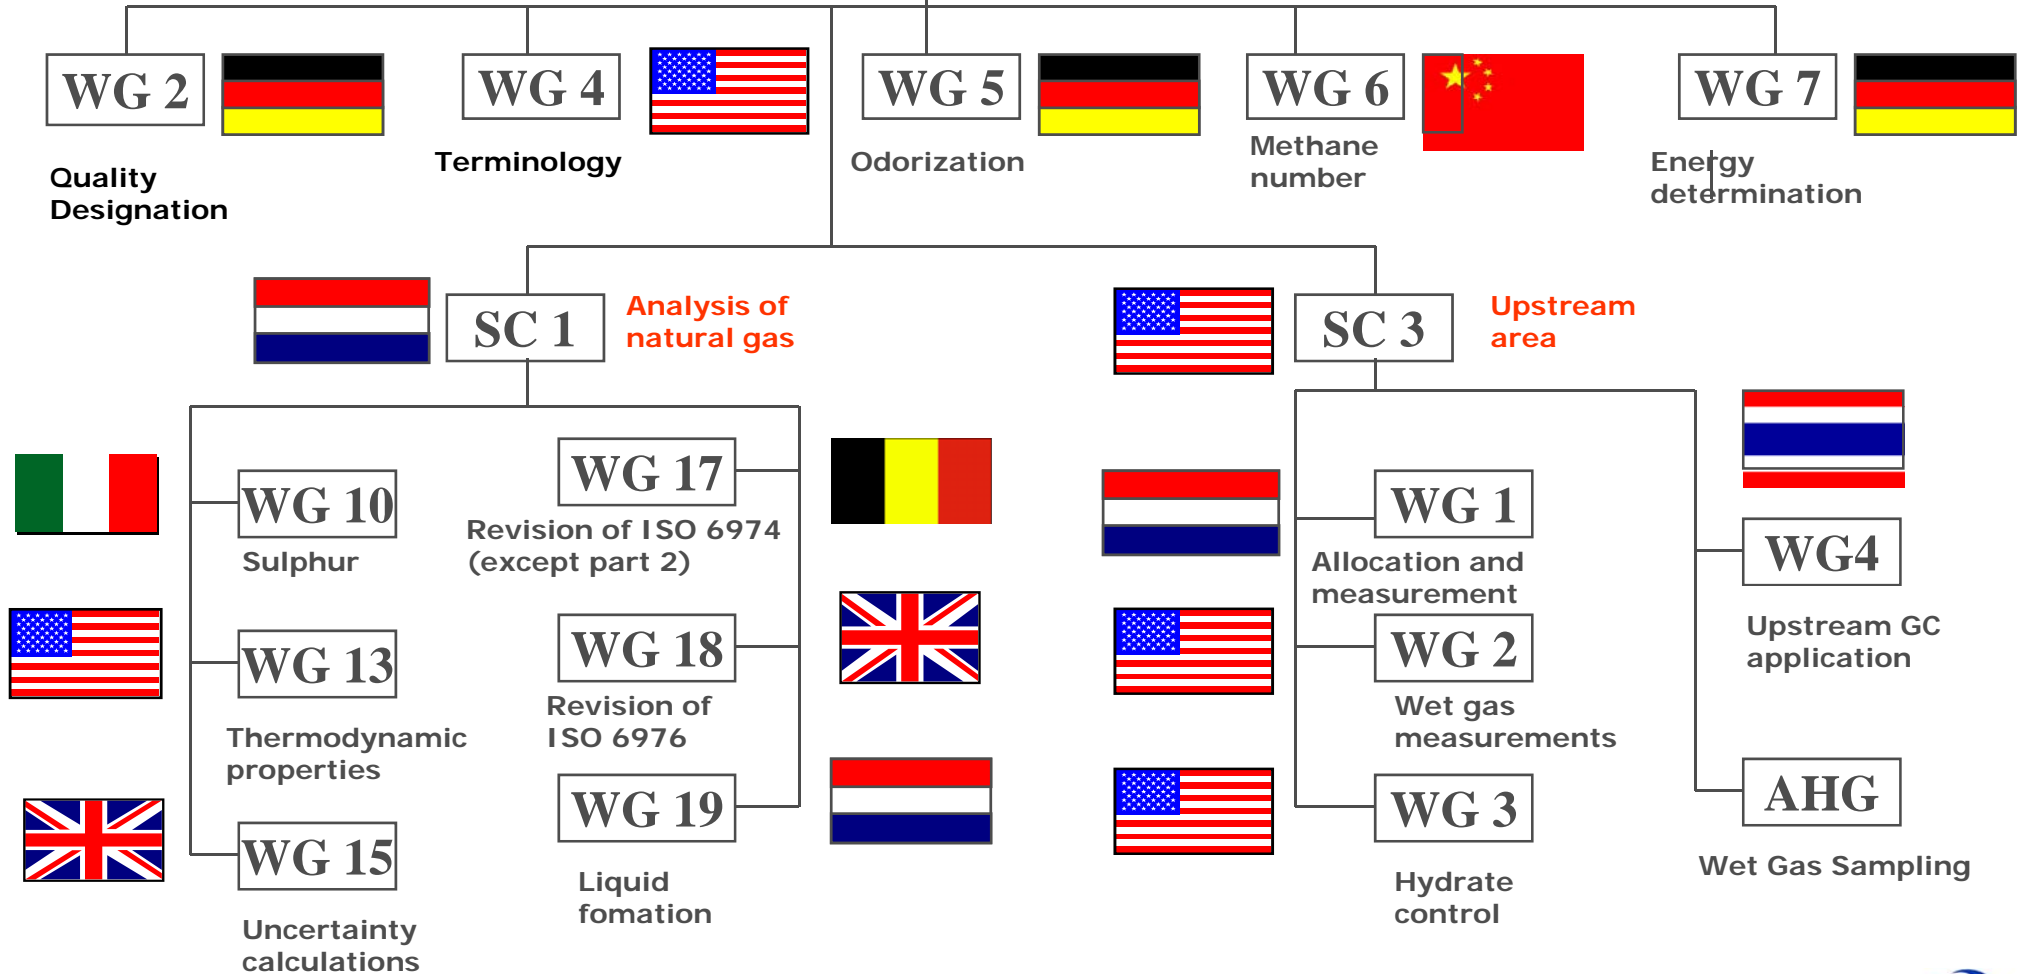 WG 2
WG 4
WG 5
WG 6
WG 7
Quality
Designation
Terminology
Odorization
Methane
number
Energy
determination
SC 1
Analysis of
natural gas
SC 3
Upstream
area
WG 10
Sulphur
WG 13
Thermodynamic
properties
WG 15
Uncertainty
calculations
WG 17
Revision of ISO 6974
(except part 2)
WG 18
Revision of
ISO 6976
WG 19
Liquid
fomation
WG 1
Allocation and
measurement
WG 2
Wet gas
measurements
WG 3
Hydrate
control
WG4
Upstream GC
application
AHG
Wet Gas Sampling